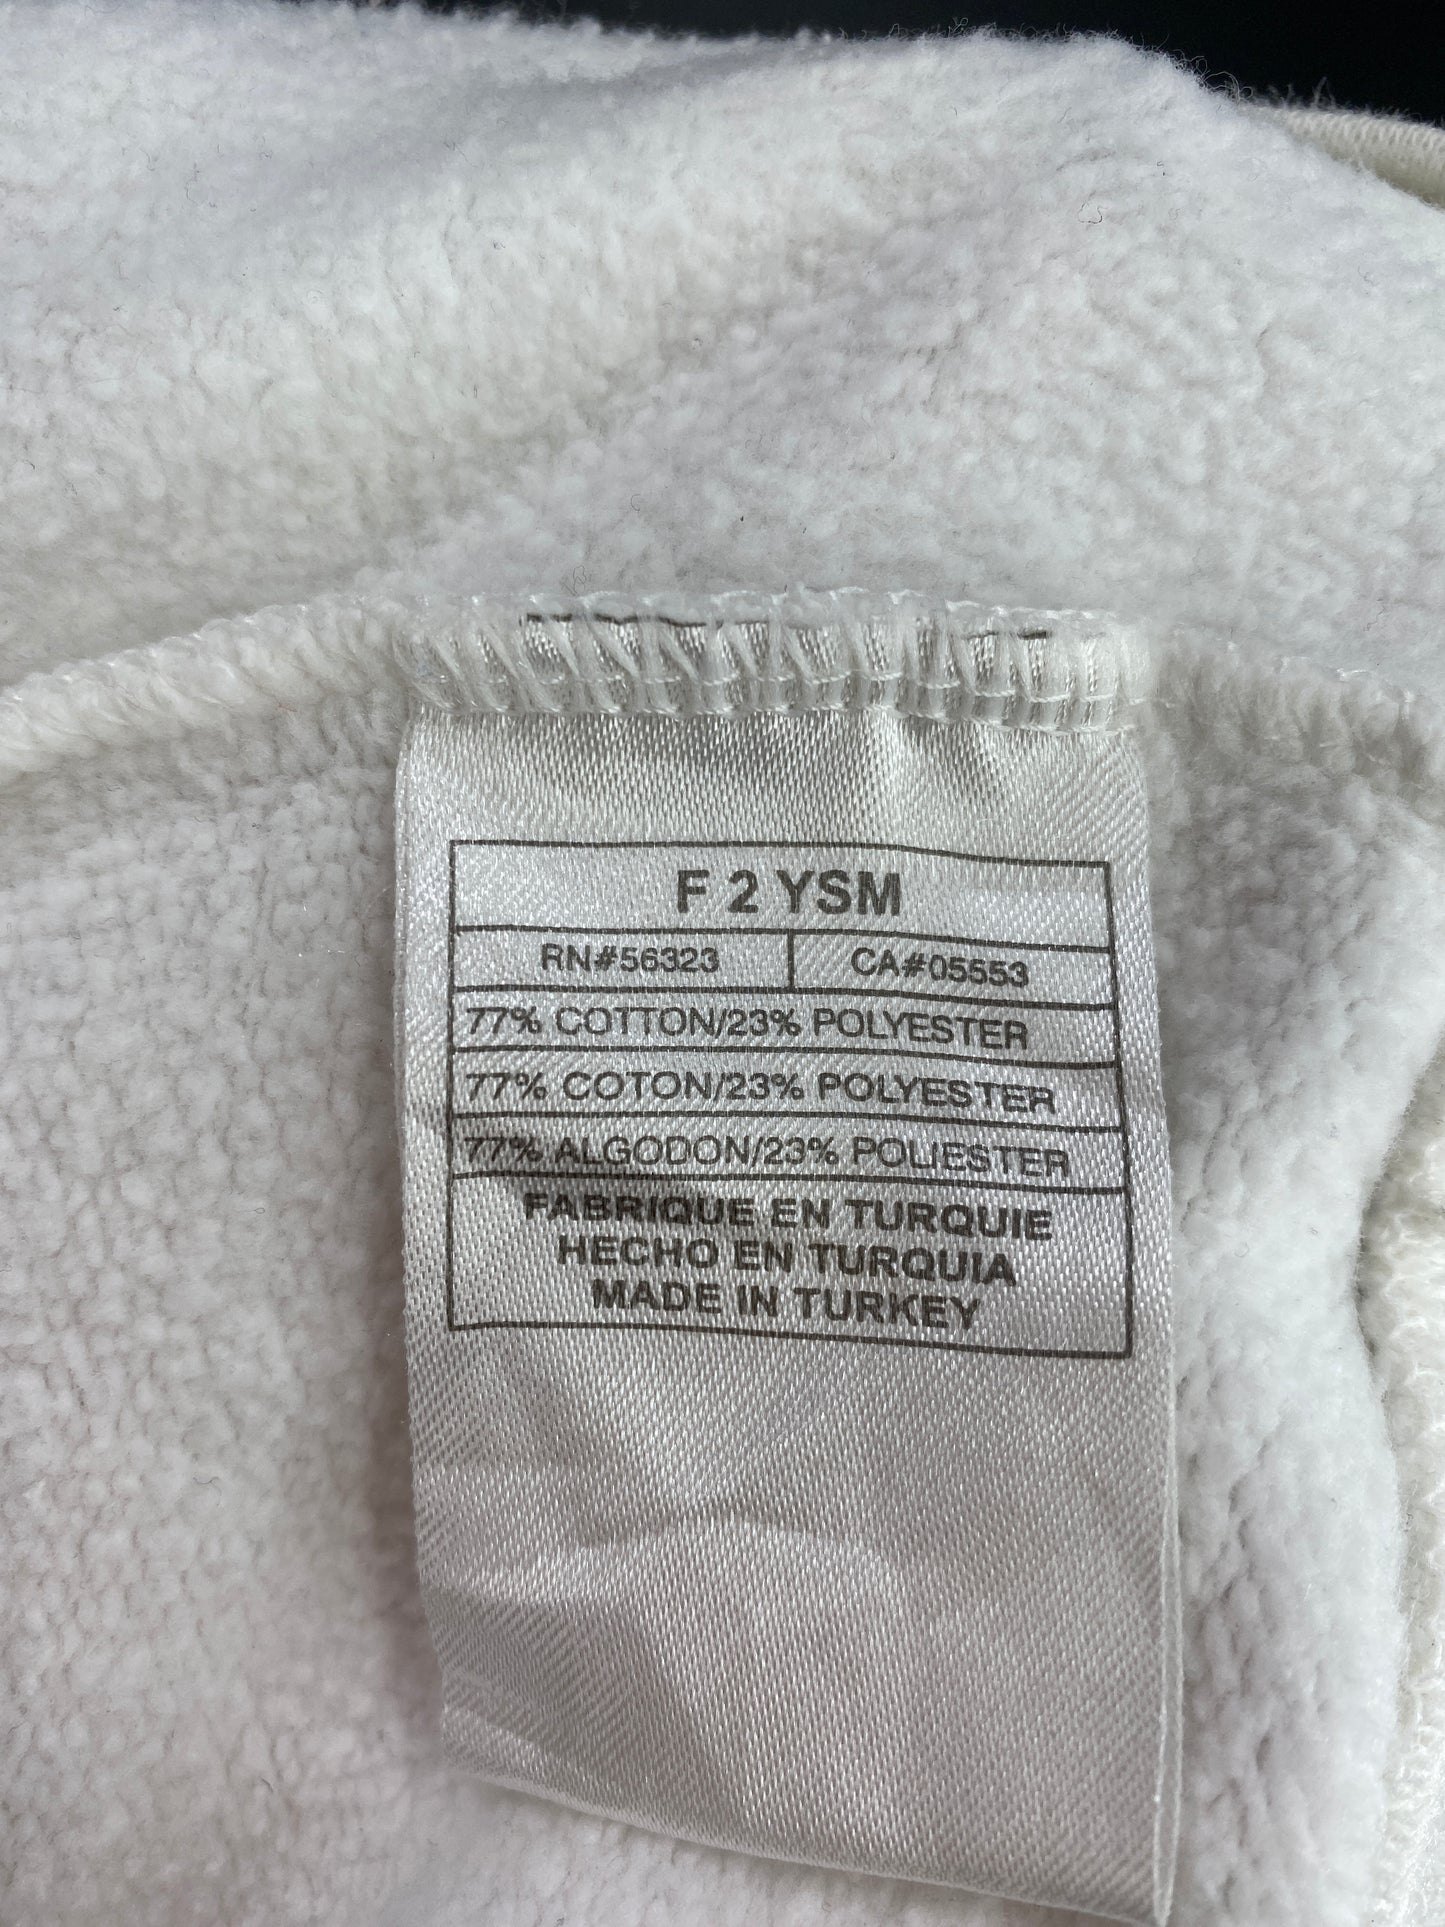 F 2 YSM
RN#56323 CA#05553
77% COTTON/23% POLYESTER
77% COTON/23% POLYESTER
77% ALGODON/23% POLIESTER
FABRIQUE EN TURQUIE
HECHO EN TURQUIA
MADE IN TURKEY